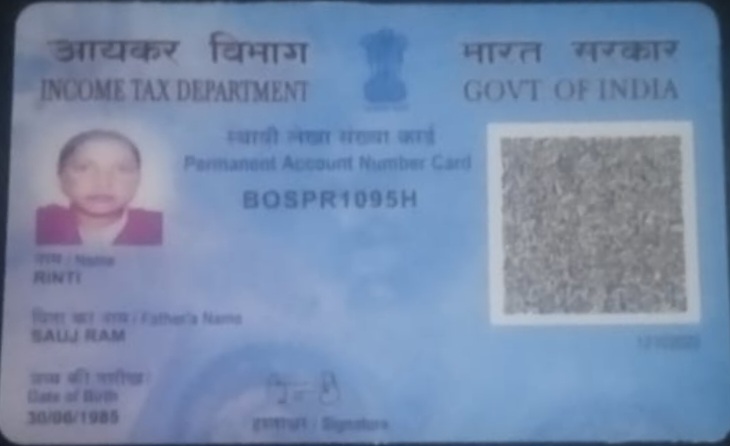 आयकर विभाग
INCOME TAX DEPARTMENT
भारत सरकार
GOVT OF INDIA
स्थायी लेखा संख्या कार्ड
Permanent Account Number Card
BOSPR1095H
नाम / Name
RINTI
पिता का नाम / Father's Name
SAUJ RAM
जन्म की तारीख
Date of Birth
30/06/1985
हस्ताक्षर / Signature